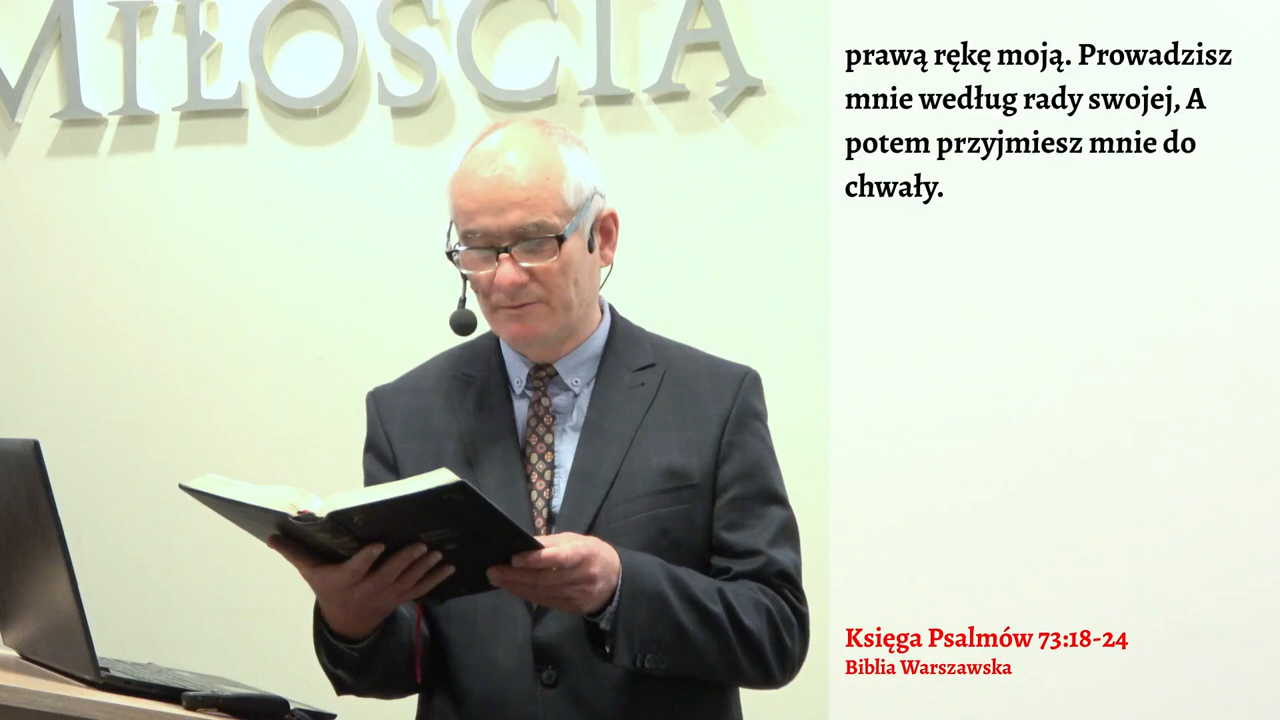 MIŁOŚCIĄ
prawą rękę moją. Prowadzisz
mnie według rady swojej, A
potem przyjmiesz mnie do
chwały.
Księga Psalmów 73:18-24
Biblia Warszawska